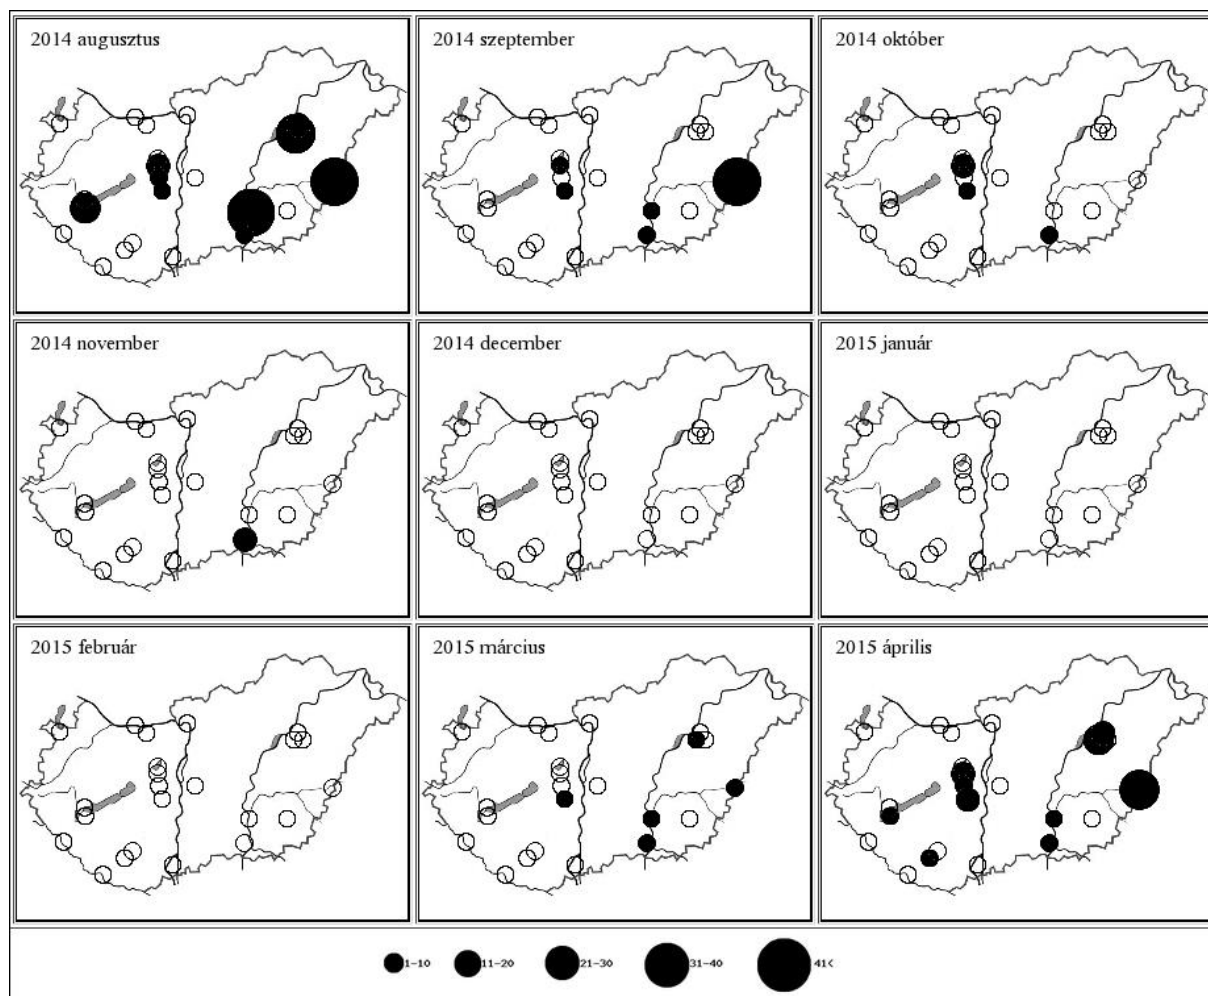 2014 augusztus
2014 szeptember
2014 október
2014 november
2014 december
2015 január
2015 február
2015 március
2015 április
1-10
11-20
21-30
31-40
41<